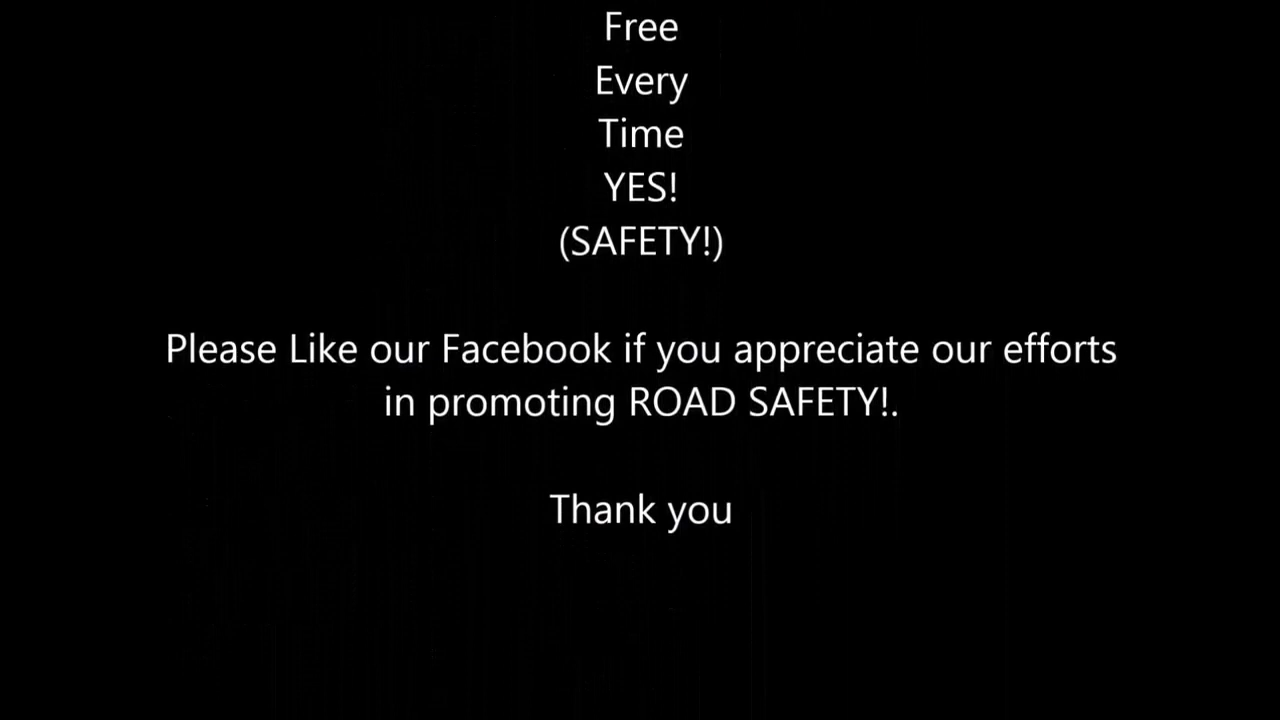 Free
Every
Time
YES!
(SAFETY!)
Please Like our Facebook if you appreciate our efforts
in promoting ROAD SAFETY!.
Thank you